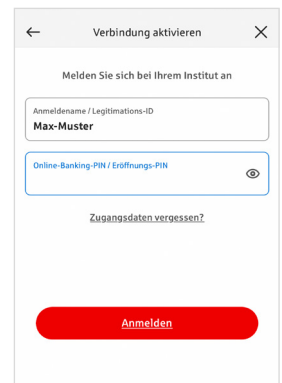 Verbindung aktivieren
Melden Sie sich bei Ihrem Institut an
Anmeldename / Legitimations-ID
Max-Muster
Online-Banking-PIN / Eröffnungs-PIN
Zugangsdaten vergessen?
Anmelden